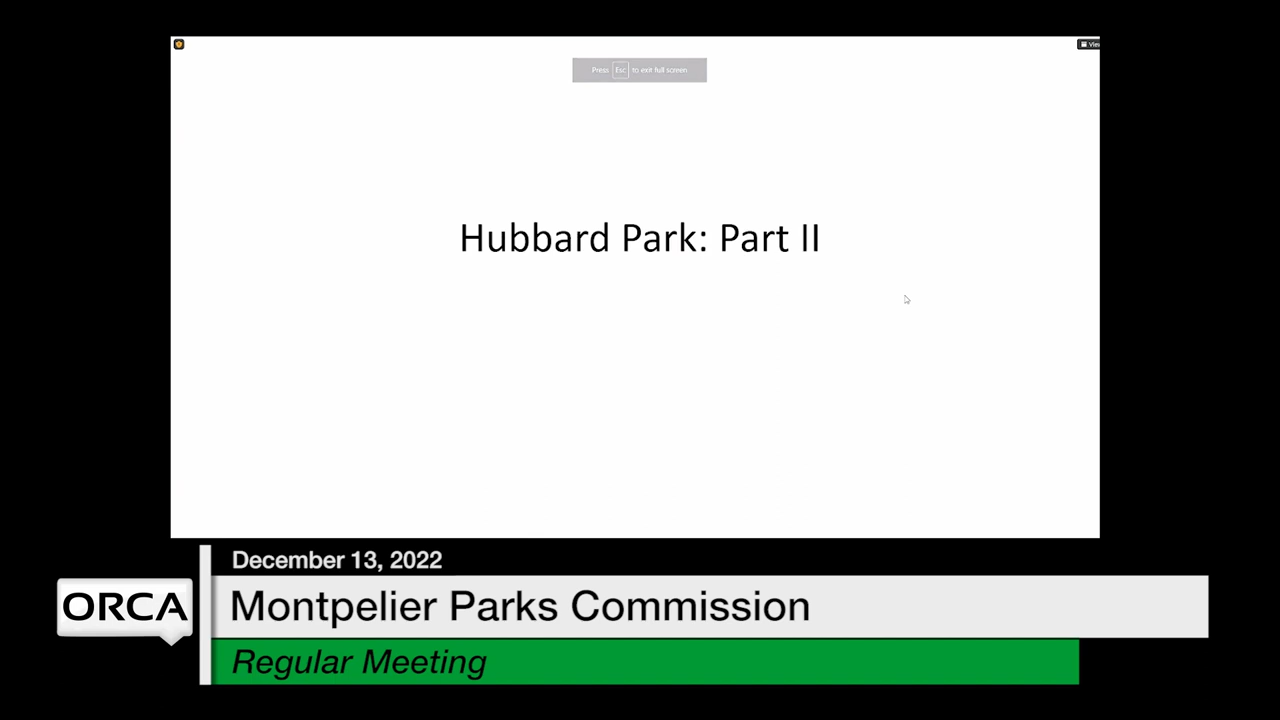 View
Press Esc to exit full screen
Hubbard Park: Part II
December 13, 2022
ORCA
Montpelier Parks Commission
Regular Meeting